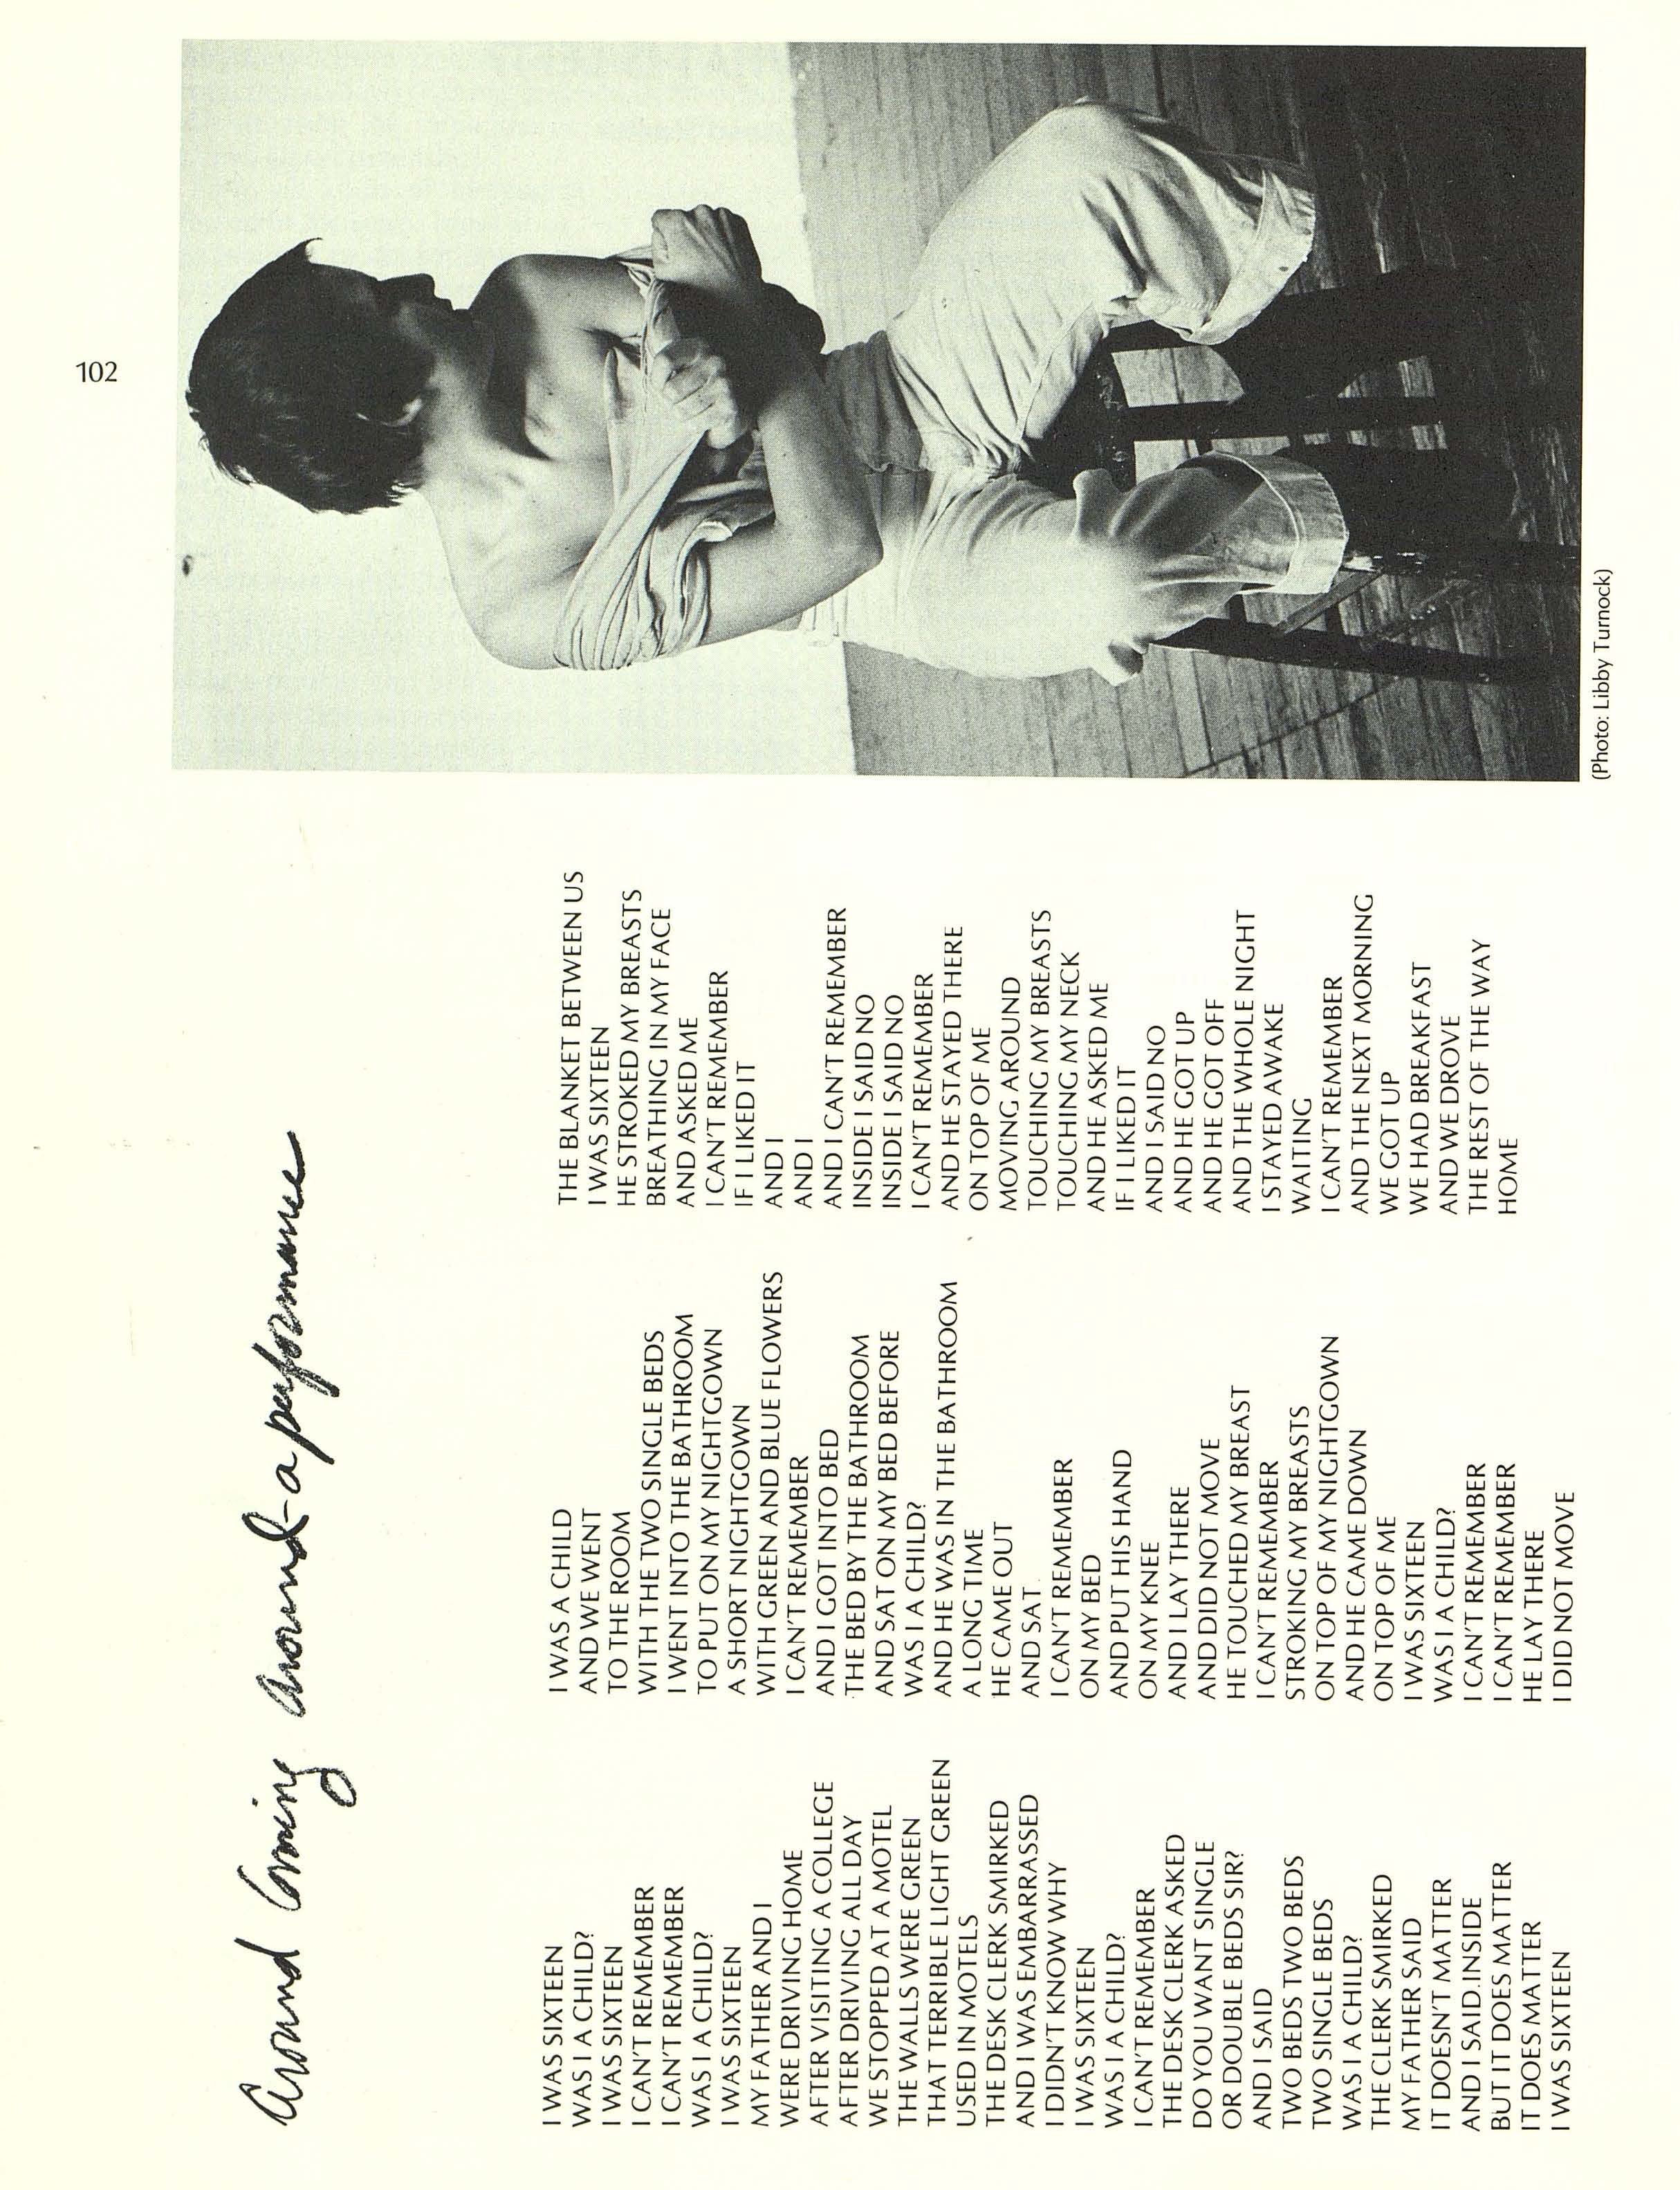 102
Around Coming Around - a performance
I WAS SIXTEEN
WAS I A CHILD?
I WAS SIXTEEN
I CAN'T REMEMBER
I CAN'T REMEMBER
WAS I A CHILD?
I WAS SIXTEEN
MY FATHER AND I
WERE DRIVING HOME
AFTER VISITING A COLLEGE
AFTER DRIVING ALL DAY
WE STOPPED AT A MOTEL
THE WALLS WERE GREEN
THAT TERRIBLE LIGHT GREEN
USED IN MOTELS
THE DESK CLERK SMIRKED
AND I WAS EMBARRASSED
I DIDN'T KNOW WHY
I WAS SIXTEEN
WAS I A CHILD?
I CAN'T REMEMBER
THE DESK CLERK ASKED
DO YOU WANT SINGLE
OR DOUBLE BEDS SIR?
AND I SAID
TWO BEDS TWO BEDS
TWO SINGLE BEDS
WAS I A CHILD?
THE CLERK SMIRKED
MY FATHER SAID
IT DOESN'T MATTER
AND I SAID.INSIDE
BUT IT DOES MATTER
IT DOES MATTER
I WAS SIXTEEN
I WAS A CHILD
AND WE WENT
TO THE ROOM
WITH THE TWO SINGLE BEDS
I WENT INTO THE BATHROOM
TO PUT ON MY NIGHTGOWN
A SHORT NIGHTGOWN
WITH GREEN AND BLUE FLOWERS
I CAN'T REMEMBER
AND I GOT INTO BED
THE BED BY THE BATHROOM
AND SAT ON MY BED BEFORE
WAS I A CHILD?
AND HE WAS IN THE BATHROOM
A LONG TIME
HE CAME OUT
AND SAT
I CAN'T REMEMBER
ON MY BED
AND PUT HIS HAND
ON MY KNEE
AND I LAY THERE
AND DID NOT MOVE
HE TOUCHED MY BREAST
I CAN'T REMEMBER
STROKING MY BREASTS
ON TOP OF MY NIGHTGOWN
AND HE CAME DOWN
ON TOP OF ME
I WAS SIXTEEN
WAS I A CHILD?
I CAN'T REMEMBER
I CAN'T REMEMBER
HE LAY THERE
I DID NOT MOVE
THE BLANKET BETWEEN US
I WAS SIXTEEN
HE STROKED MY BREASTS
BREATHING IN MY FACE
AND ASKED ME
I CAN'T REMEMBER
IF I LIKED IT
AND I
AND I
AND I CAN'T REMEMBER
INSIDE I SAID NO
INSIDE I SAID NO
I CAN'T REMEMBER
AND HE STAYED THERE
ON TOP OF ME
MOVING AROUND
TOUCHING MY BREASTS
TOUCHING MY NECK
AND HE ASKED ME
IF I LIKED IT
AND I SAID NO
AND HE GOT UP
AND HE GOT OFF
AND THE WHOLE NIGHT
I STAYED AWAKE
WAITING
I CAN'T REMEMBER
AND THE NEXT MORNING
WE GOT UP
WE HAD BREAKFAST
AND WE DROVE
THE REST OF THE WAY
HOME
(Photo: Libby Turnock)